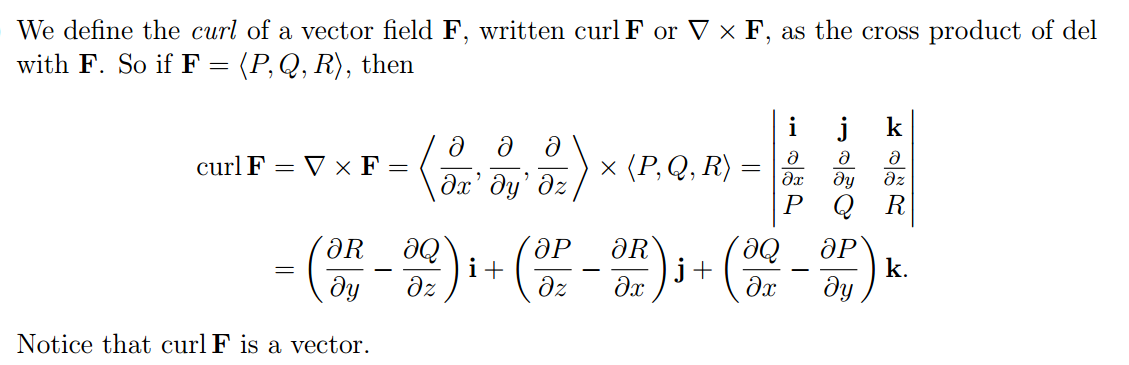 We define the curl of a vector field F, written curl F or ∇ × F, as the cross product of del
with F. So if F = ⟨P, Q, R⟩, then
curl F = ∇ × F = ⟨∂/∂x, ∂/∂y, ∂/∂z⟩ × ⟨P, Q, R⟩ = | i j k ; ∂/∂x ∂/∂y ∂/∂z ; P Q R |
= (∂R/∂y − ∂Q/∂z) i + (∂P/∂z − ∂R/∂x) j + (∂Q/∂x − ∂P/∂y) k.
Notice that curl F is a vector.